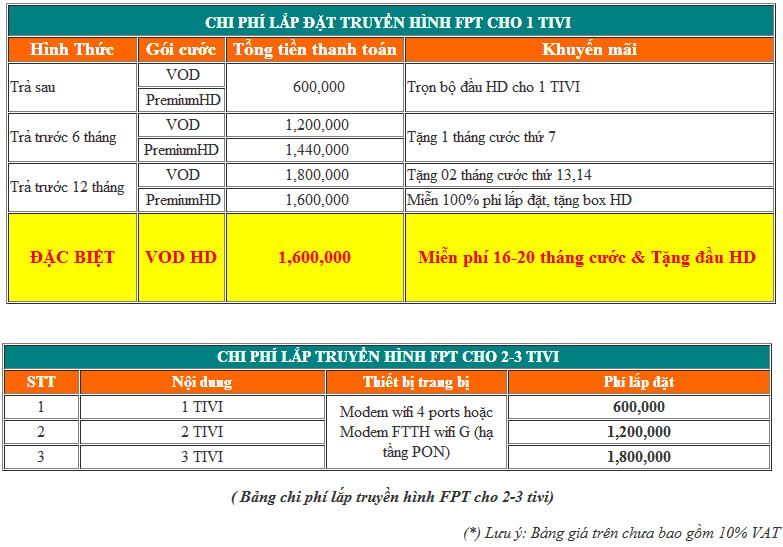 CHI PHÍ LẮP ĐẶT TRUYỀN HÌNH FPT CHO 1 TIVI
Hình Thức Gói cước Tổng tiền thanh toán Khuyến mãi
Trả sau VOD 600,000 Trọn bộ đầu HD cho 1 TIVI
PremiumHD
Trả trước 6 tháng VOD 1,200,000 Tặng 1 tháng cước thứ 7
PremiumHD 1,440,000
Trả trước 12 tháng VOD 1,800,000 Tặng 02 tháng cước thứ 13,14
PremiumHD 1,600,000 Miễn 100% phí lắp đặt, tặng box HD
ĐẶC BIỆT VOD HD 1,600,000 Miễn phí 16-20 tháng cước & Tặng đầu HD
CHI PHÍ LẮP TRUYỀN HÌNH FPT CHO 2-3 TIVI
STT Nội dung Thiết bị trang bị Phí lắp đặt
1 1 TIVI Modem wifi 4 ports hoặc 600,000
2 2 TIVI Modem FTTH wifi G (hạ 1,200,000
3 3 TIVI tầng PON) 1,800,000
( Bảng chi phí lắp truyền hình FPT cho 2-3 tivi)
(*) Lưu ý: Bảng giá trên chưa bao gồm 10% VAT